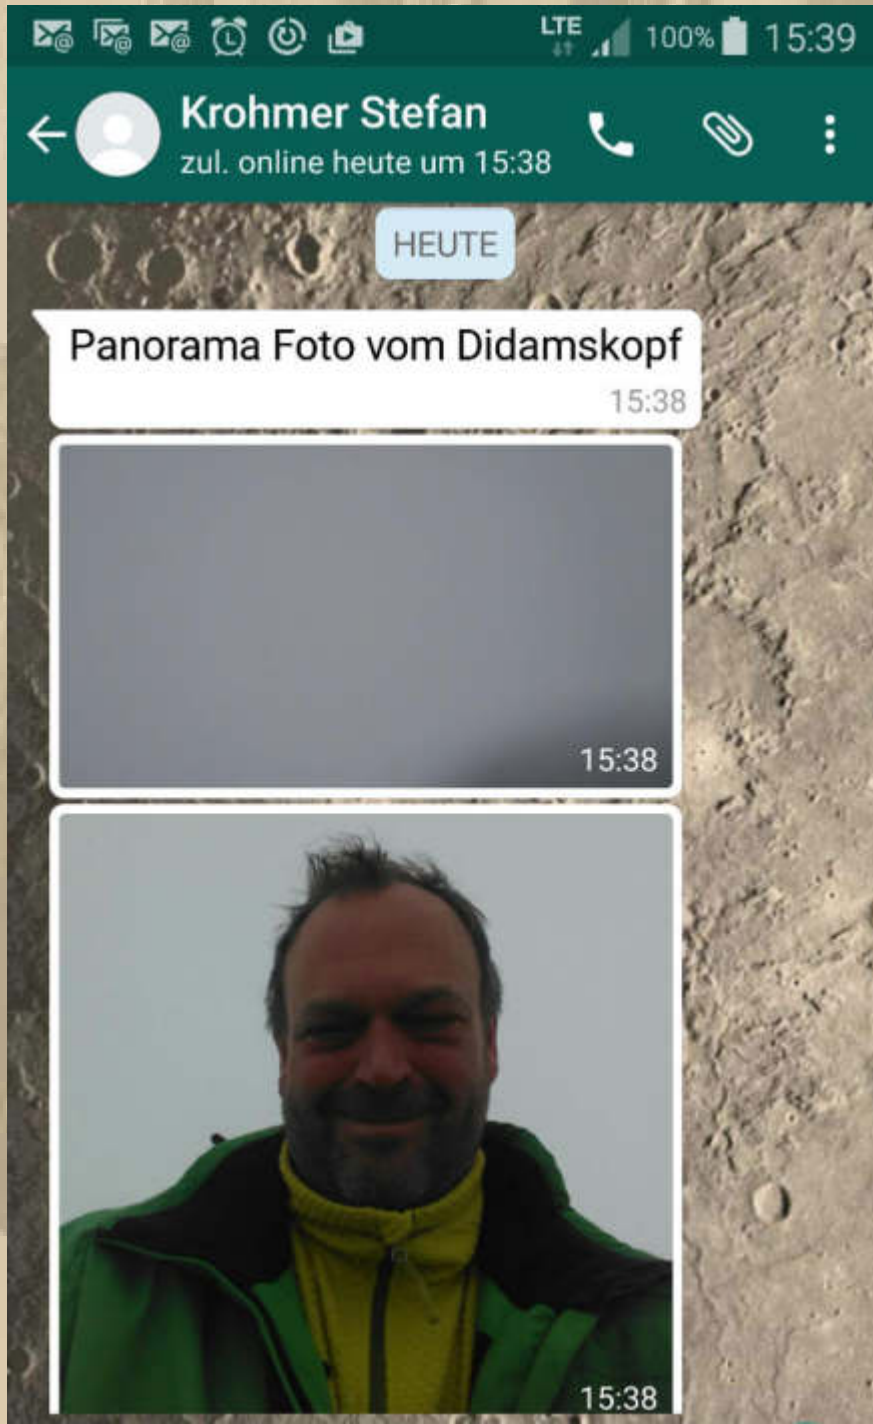 LTE 100% 15:39
Krohmer Stefan
zul. online heute um 15:38
HEUTE
Panorama Foto vom Didamskopf
15:38
15:38
15:38